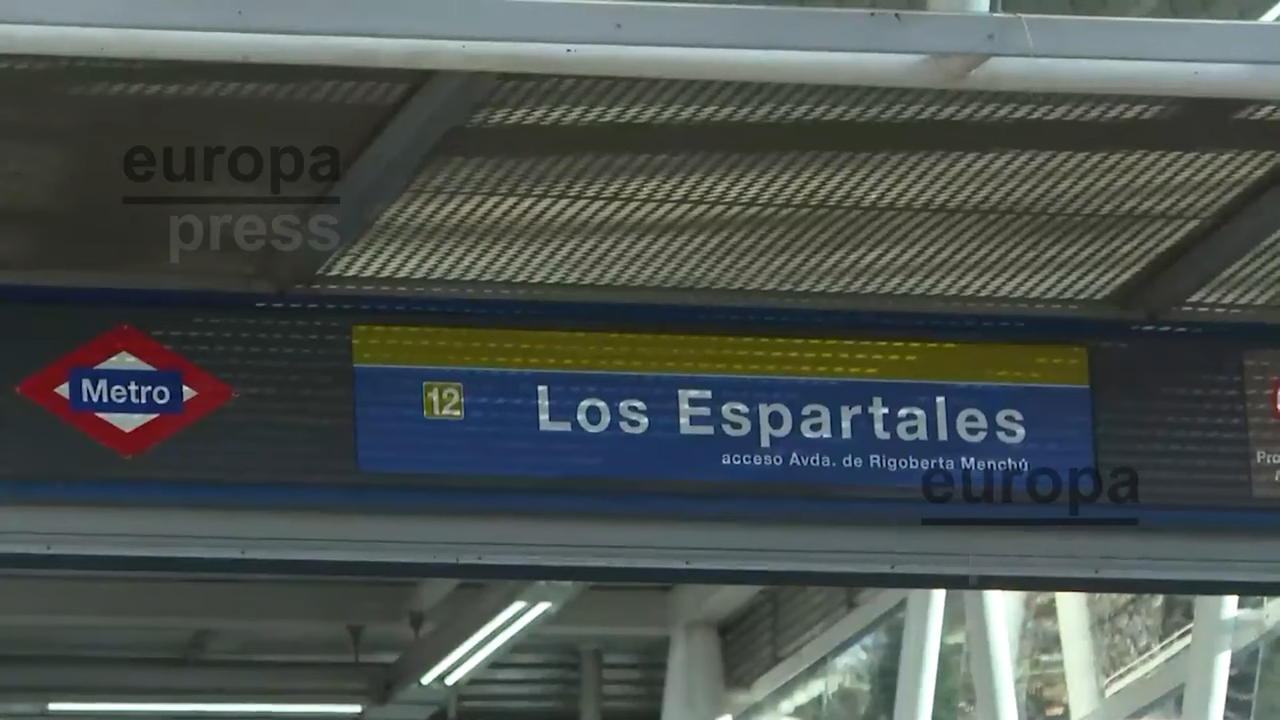 europa
press
Metro
12
Los Espartales
acceso Avda. de Rigoberta Menchú
europa